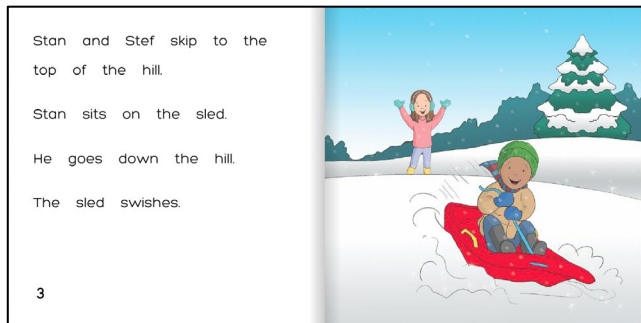 Stan and Stef skip to the
top of the hill.
Stan sits on the sled.
He goes down the hill.
The sled swishes.
3